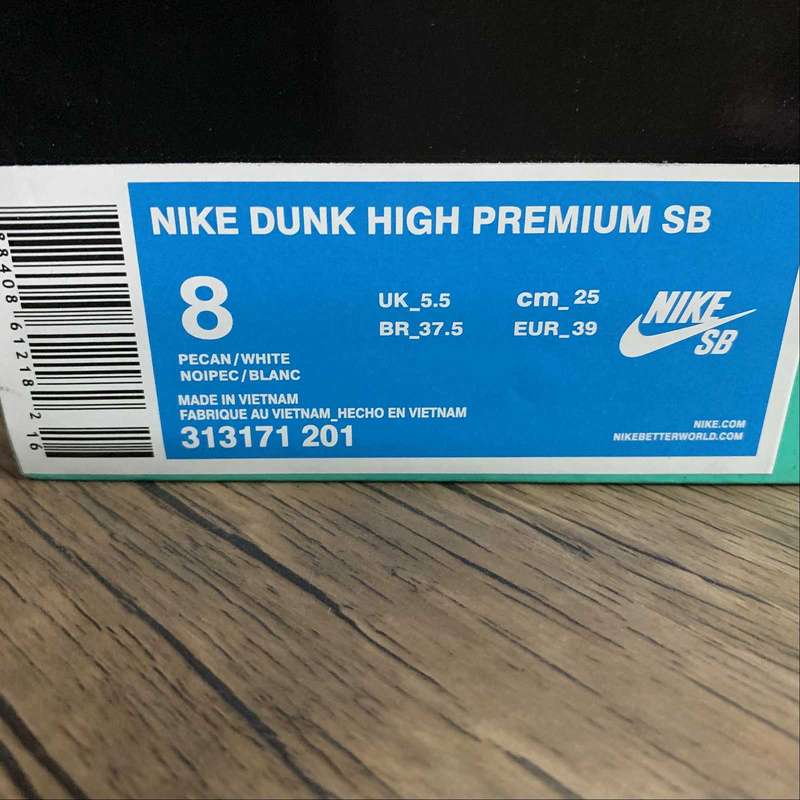 NIKE DUNK HIGH PREMIUM SB
8
UK_5.5
cm_25
BR_37.5
EUR_39
NIKE
SB
PECAN/WHITE
NOIPEC/BLANC
MADE IN VIETNAM
FABRIQUE AU VIETNAM_HECHO EN VIETNAM
313171 201
NIKE.COM
NIKEBETTERWORLD.COM